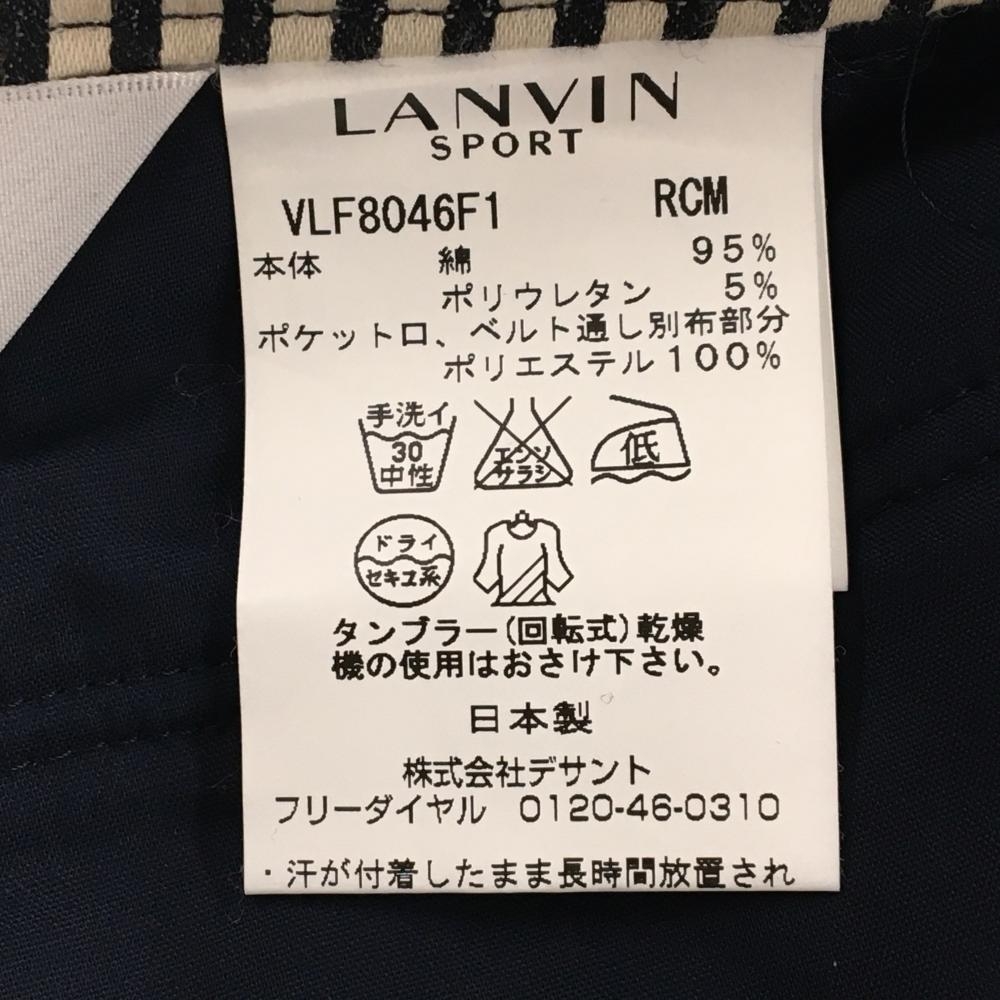 LANVIN
SPORT
VLF8046F1 RCM
本体 綿 95%
ポリウレタン 5%
ポケット口、ベルト通し別布部分
ポリエステル100%
手洗イ
30
中性
エンソ
サラシ
低
ドライ
セキユ系
タンブラー(回転式)乾燥
機の使用はおさけ下さい。
日本製
株式会社デサント
フリーダイヤル 0120-46-0310
・汗が付着したまま長時間放置され